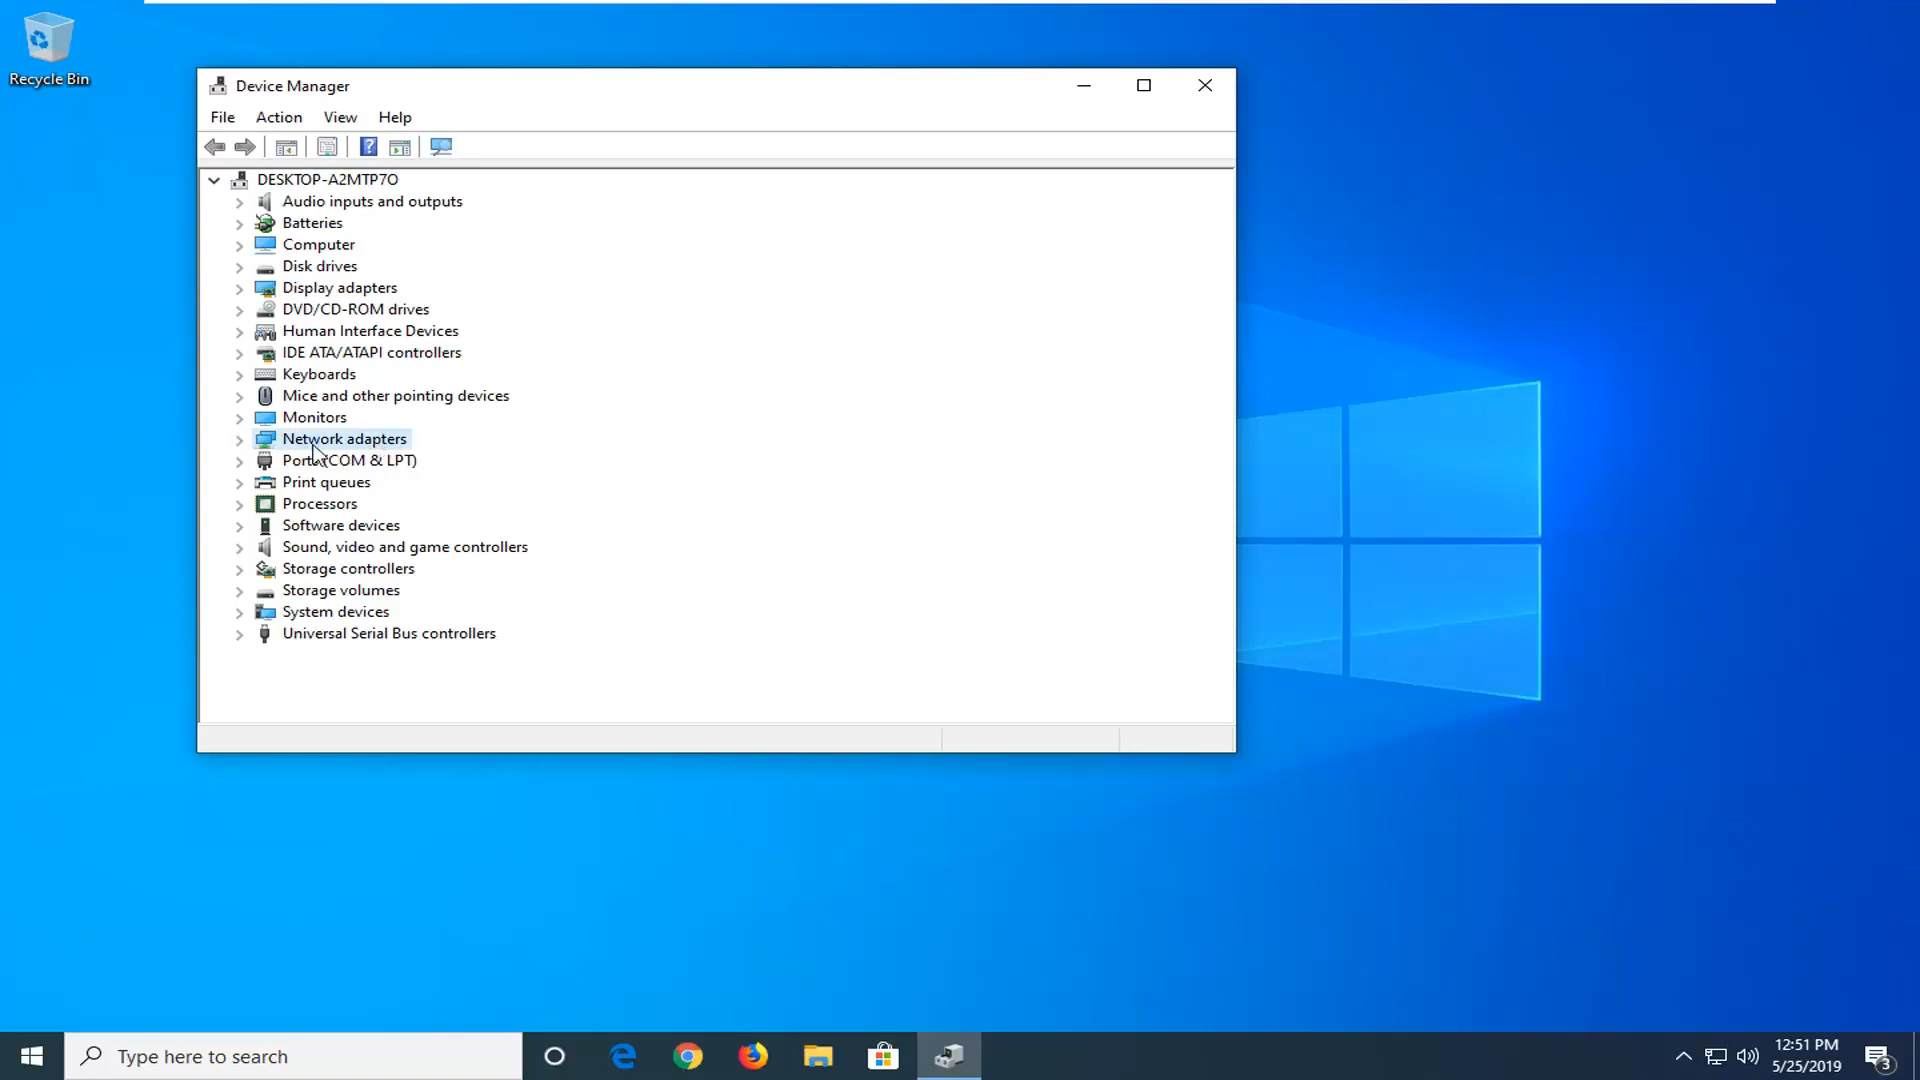 Recycle Bin
Device Manager
File Action View Help
DESKTOP-A2MTP7O
Audio inputs and outputs
Batteries
Computer
Disk drives
Display adapters
DVD/CD-ROM drives
Human Interface Devices
IDE ATA/ATAPI controllers
Keyboards
Mice and other pointing devices
Monitors
Network adapters
Ports (COM & LPT)
Print queues
Processors
Software devices
Sound, video and game controllers
Storage controllers
Storage volumes
System devices
Universal Serial Bus controllers
Type here to search
12:51 PM
5/25/2019
3